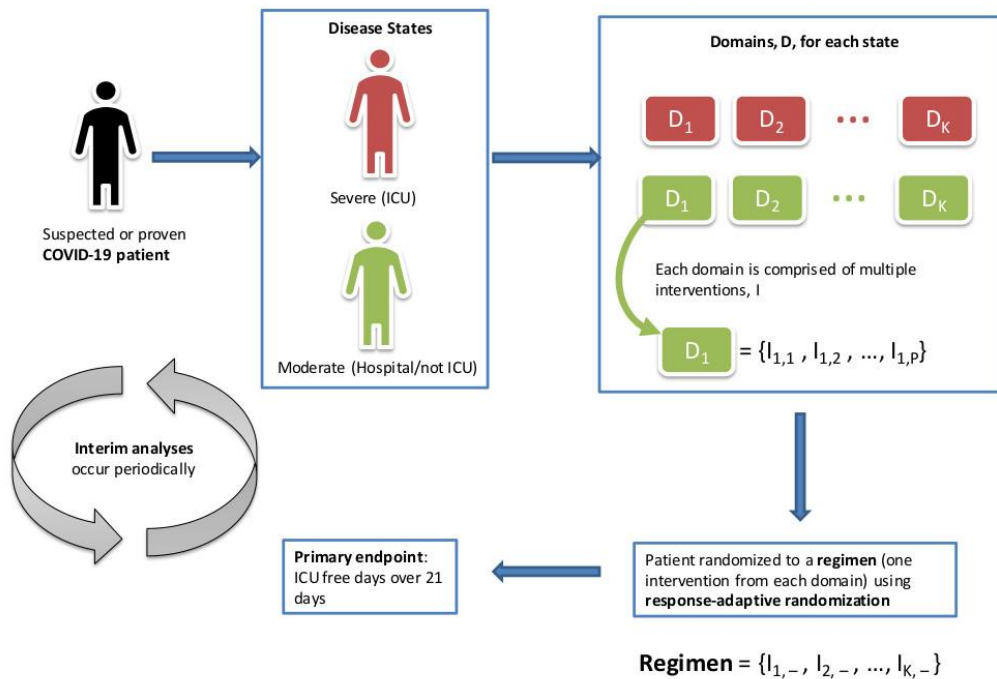 Disease States
Severe (ICU)
Moderate (Hospital/not ICU)
Suspected or proven
COVID-19 patient
Domains, D, for each state
D₁ D₂ ... Dₖ
D₁ D₂ ... Dₖ
Each domain is comprised of multiple
interventions, I
D₁ = {I₁,₁ , I₁,₂ , ..., I₁,P}
Interim analyses
occur periodically
Primary endpoint:
ICU free days over 21
days
Patient randomized to a regimen (one
intervention from each domain) using
response-adaptive randomization
Regimen = {I₁,– , I₂,– , ..., Iₖ,–}